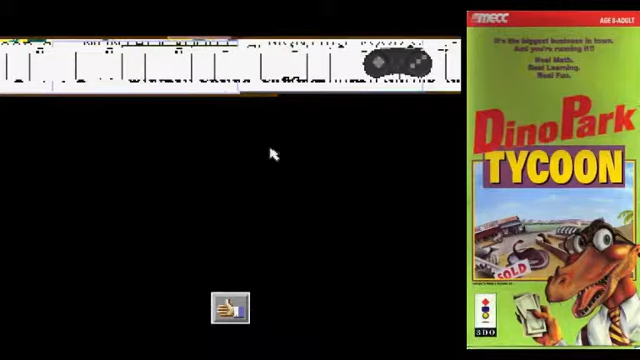 mecc
AGE 8-ADULT
It's the biggest business in town.
And you're running it!!
Real Math.
Real Learning.
Real Fun.
DinoPark
TYCOON
SOLD
3DO